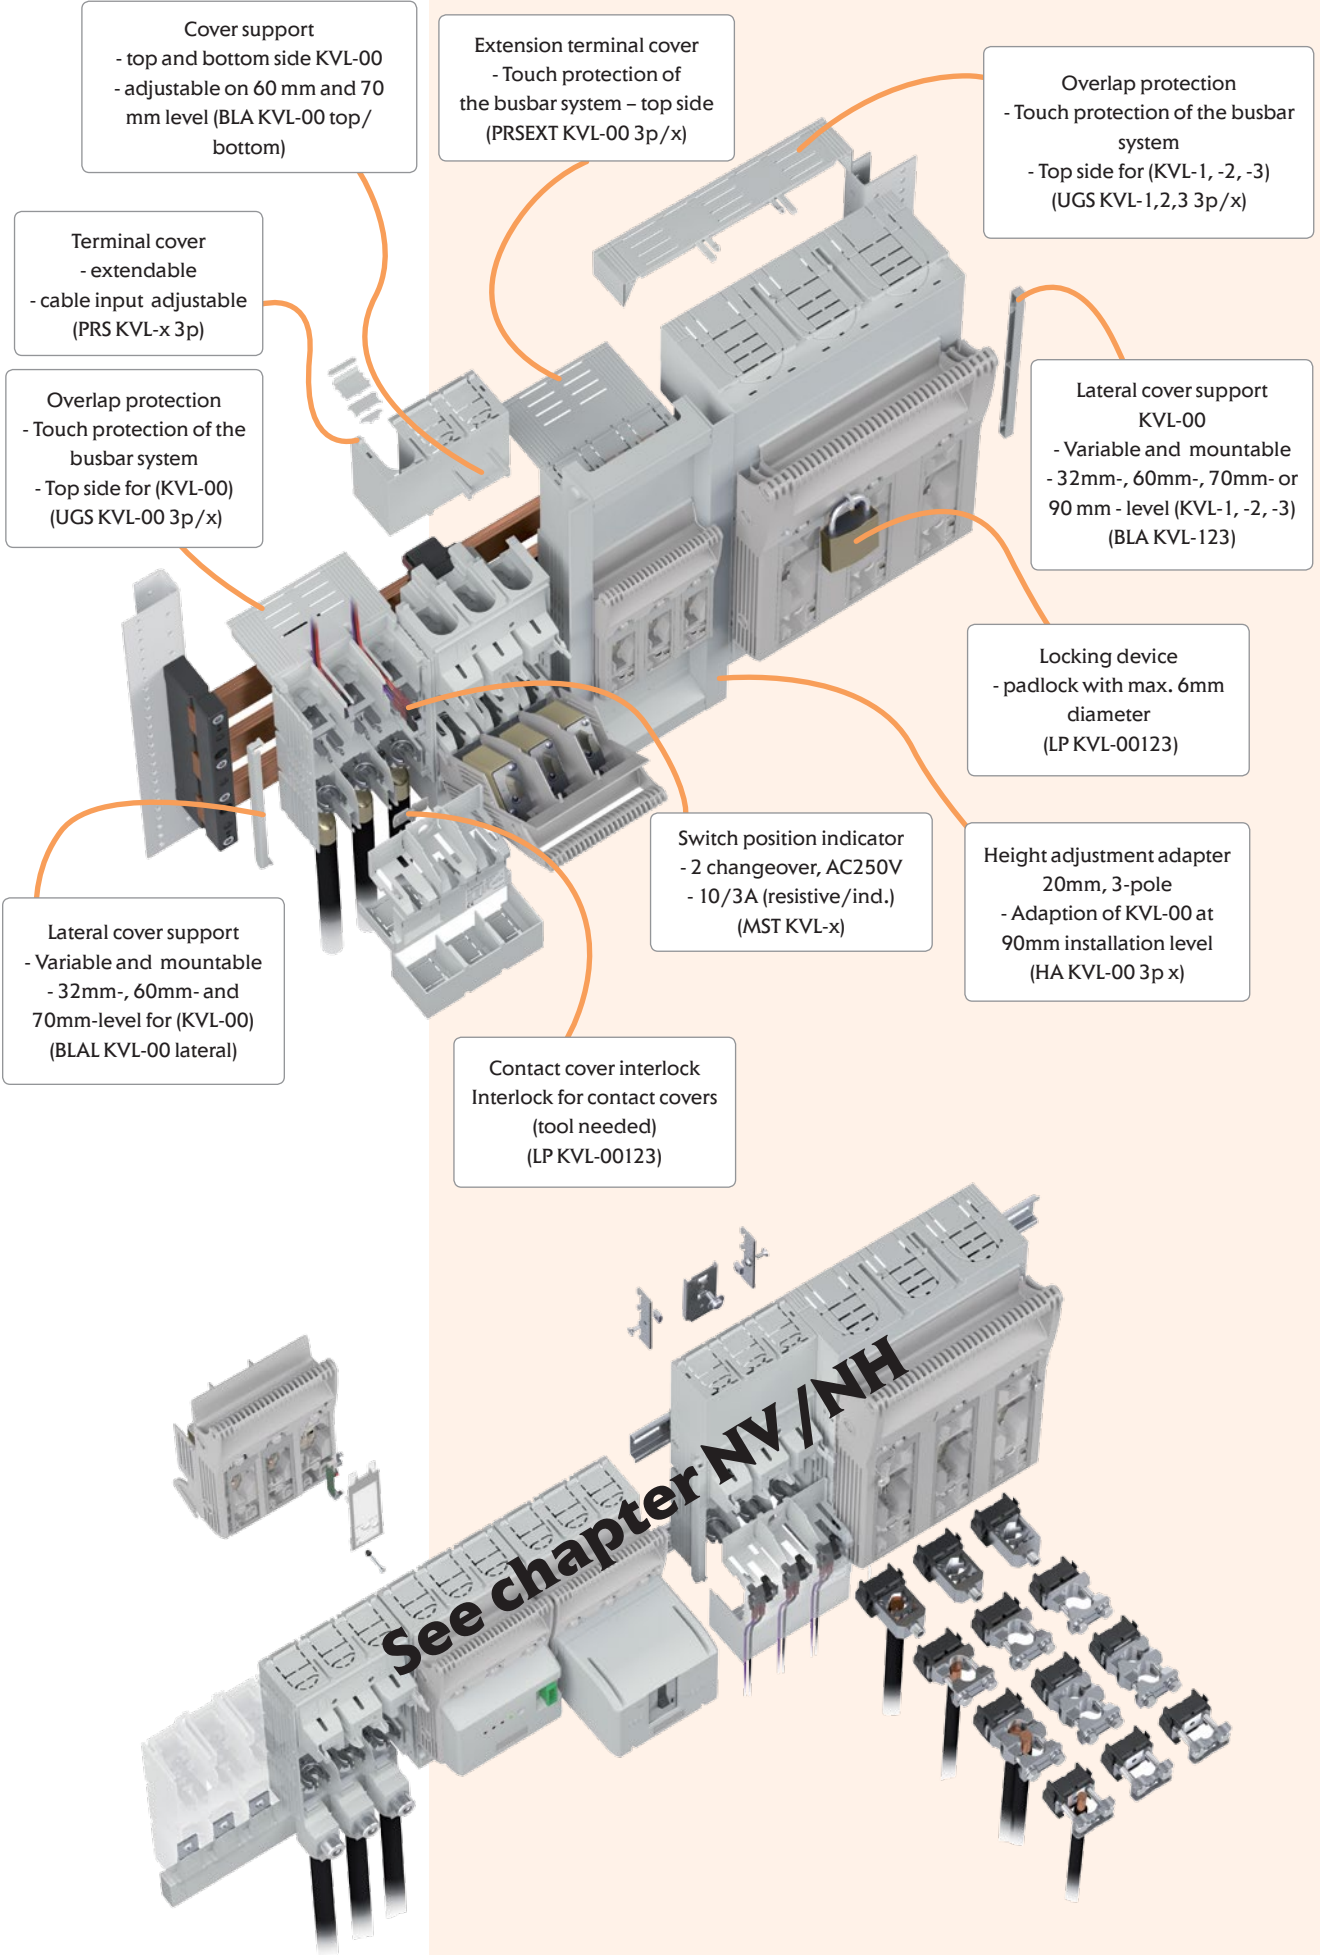 Cover support
- top and bottom side KVL-00
- adjustable on 60 mm and 70
mm level (BLA KVL-00 top/
bottom)
Extension terminal cover
- Touch protection of
the busbar system – top side
(PRSEXT KVL-00 3p/x)
Overlap protection
- Touch protection of the busbar
system
- Top side for (KVL-1, -2, -3)
(UGS KVL-1,2,3 3p/x)
Terminal cover
- extendable
- cable input adjustable
(PRS KVL-x 3p)
Overlap protection
- Touch protection of the
busbar system
- Top side for (KVL-00)
(UGS KVL-00 3p/x)
Lateral cover support
KVL-00
- Variable and mountable
- 32mm-, 60mm-, 70mm- or
90 mm - level (KVL-1, -2, -3)
(BLA KVL-123)
Locking device
- padlock with max. 6mm
diameter
(LP KVL-00123)
Switch position indicator
- 2 changeover, AC250V
- 10/3A (resistive/ind.)
(MST KVL-x)
Height adjustment adapter
20mm, 3-pole
- Adaption of KVL-00 at
90mm installation level
(HA KVL-00 3p x)
Lateral cover support
- Variable and mountable
- 32mm-, 60mm- and
70mm-level for (KVL-00)
(BLAL KVL-00 lateral)
Contact cover interlock
Interlock for contact covers
(tool needed)
(LP KVL-00123)
See chapter NV/NH